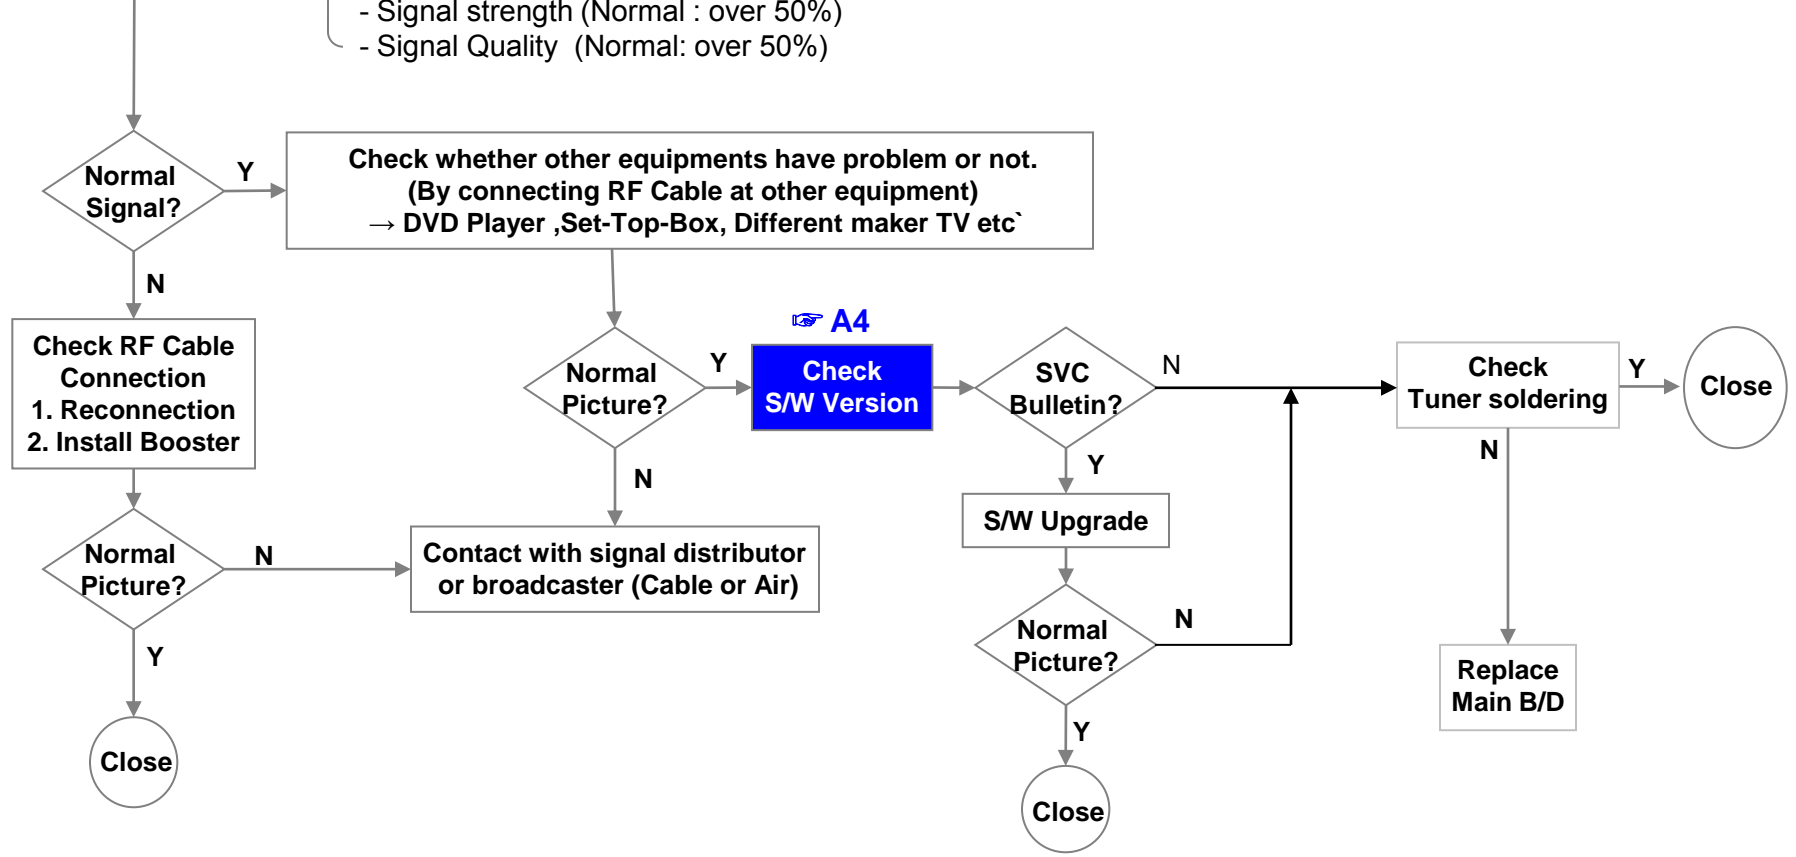 - Signal strength (Normal : over 50%)
- Signal Quality (Normal: over 50%)
Normal
Signal?
Y
Check whether other equipments have problem or not.
(By connecting RF Cable at other equipment)
→ DVD Player ,Set-Top-Box, Different maker TV etc`
N
Check RF Cable
Connection
1. Reconnection
2. Install Booster
Normal
Picture?
Y
☞ A4
Check
S/W Version
SVC
Bulletin?
N
Check
Tuner soldering
Y
Close
N
Y
N
S/W Upgrade
Normal
Picture?
N
Contact with signal distributor
or broadcaster (Cable or Air)
Y
Close
Normal
Picture?
N
Y
Close
Replace
Main B/D